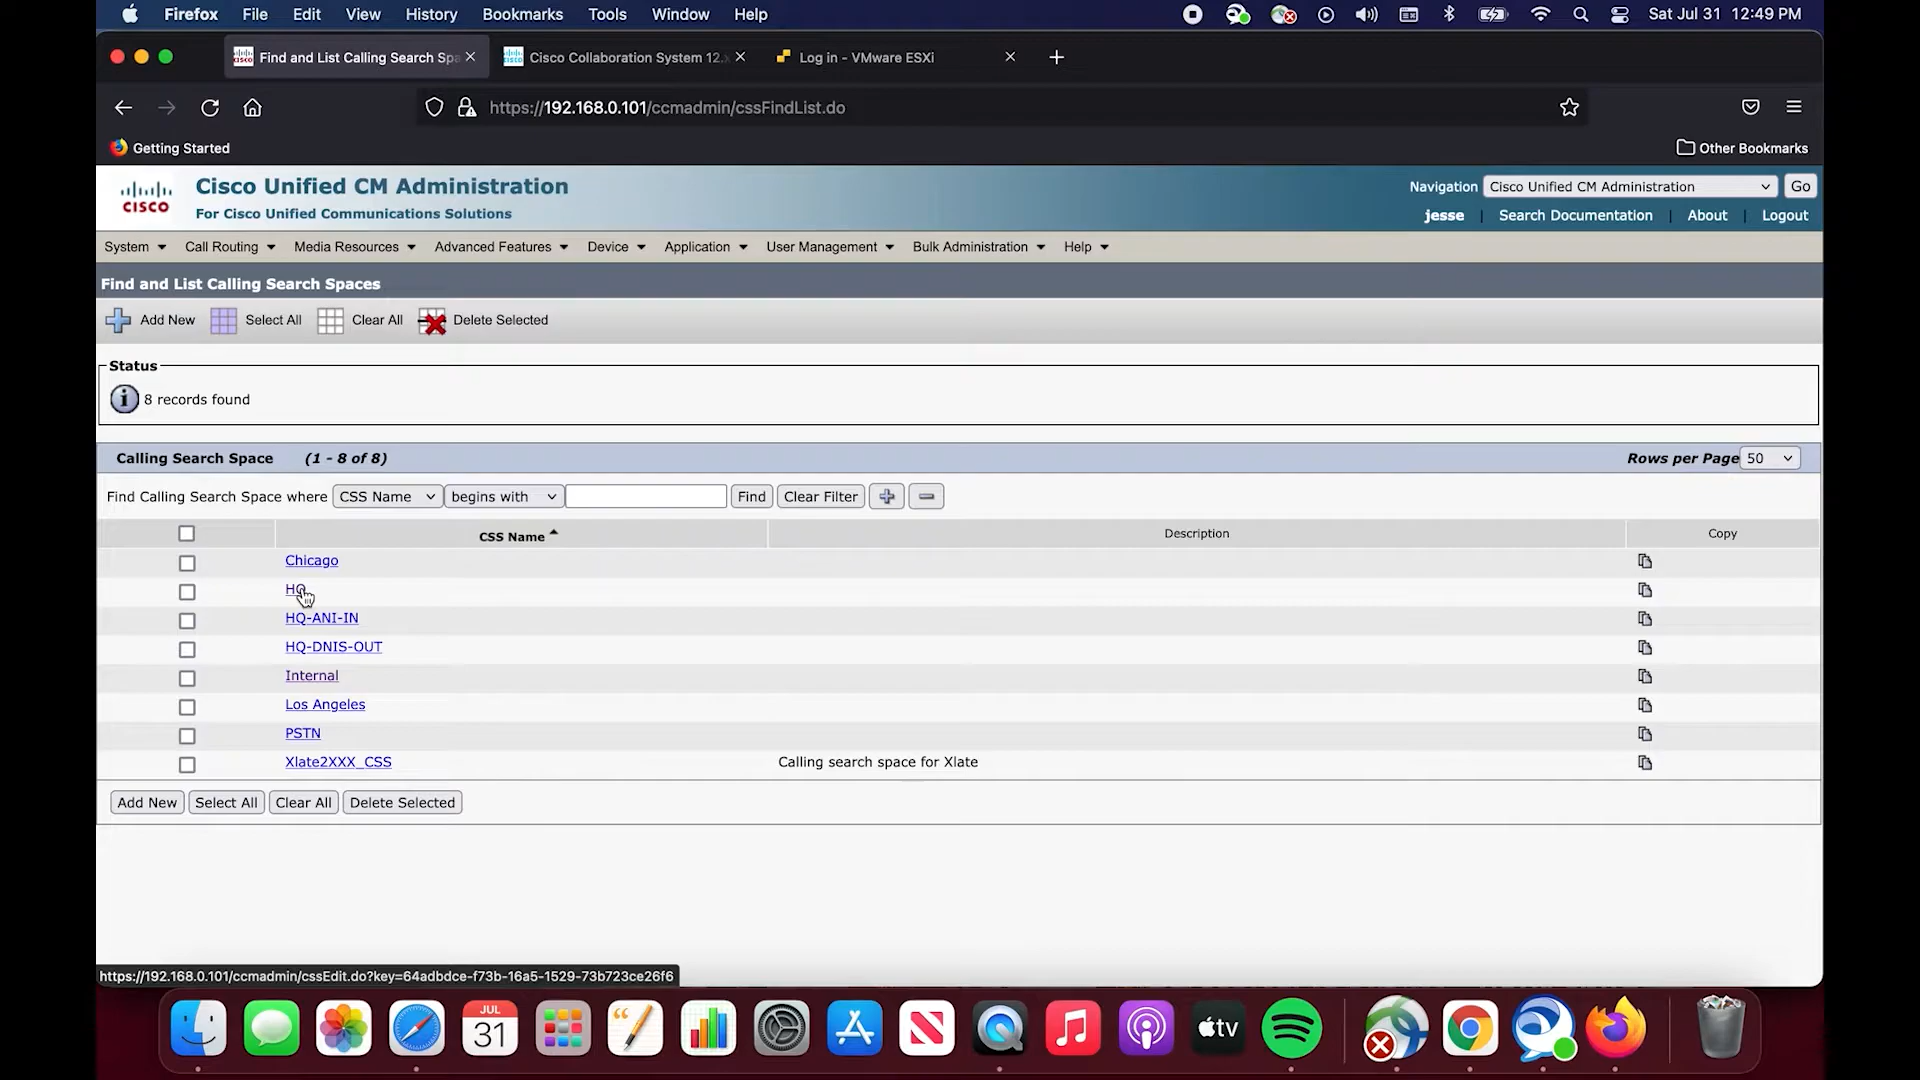 Firefox File Edit View History Bookmarks Tools Window Help Sat Jul 31 12:49 PM
Find and List Calling Search Spa Cisco Collaboration System 12. Log in - VMware ESXi
https://192.168.0.101/ccmadmin/cssFindList.do
Getting Started Other Bookmarks
CISCO
Cisco Unified CM Administration
For Cisco Unified Communications Solutions
Navigation Cisco Unified CM Administration Go
jesse | Search Documentation | About | Logout
System Call Routing Media Resources Advanced Features Device Application User Management Bulk Administration Help
Find and List Calling Search Spaces
Add New Select All Clear All Delete Selected
Status
8 records found
Calling Search Space (1 - 8 of 8) Rows per Page 50
Find Calling Search Space where CSS Name begins with Find Clear Filter
CSS Name Description Copy
Chicago
HQ
HQ-ANI-IN
HQ-DNIS-OUT
Internal
Los Angeles
PSTN
Xlate2XXX_CSS Calling search space for Xlate
Add New Select All Clear All Delete Selected
https://192.168.0.101/ccmadmin/cssEdit.do?key=64adbdce-f73b-16a5-1529-73b723ce26f6
JUL
31
tv